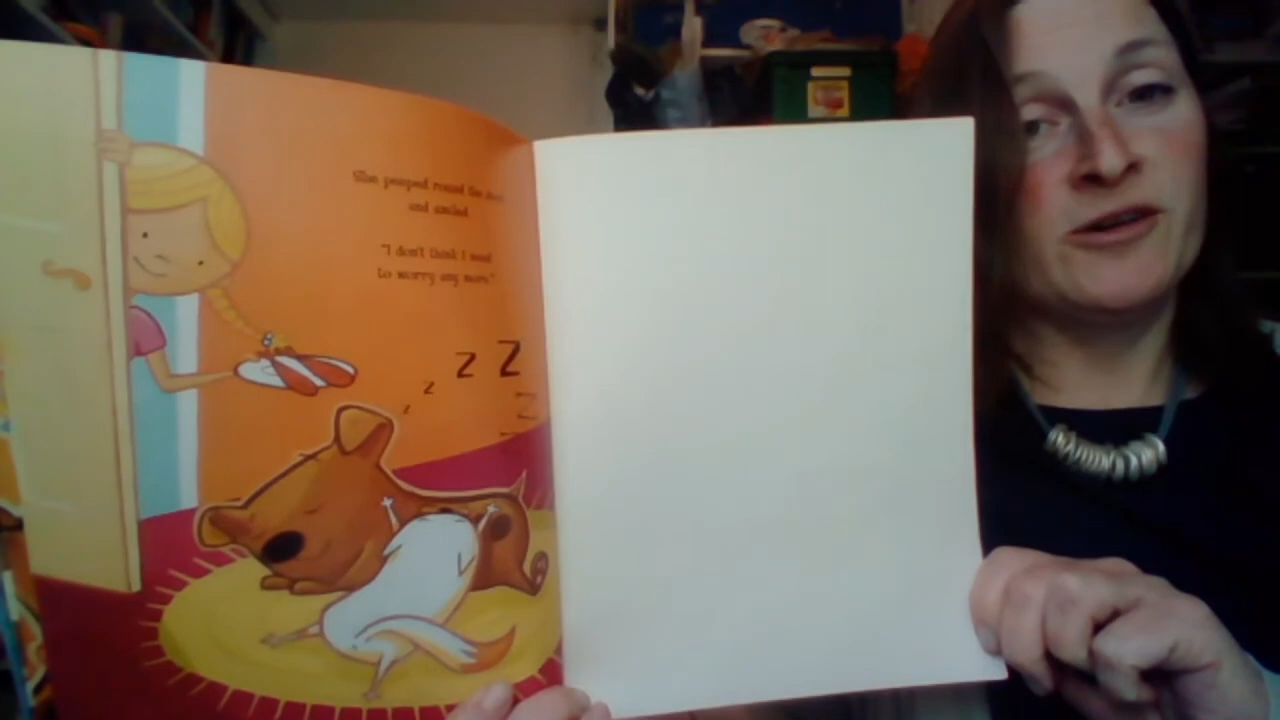 She peeped round the door
and smiled.
"I don't think I need
to worry any more."
z z Z Z